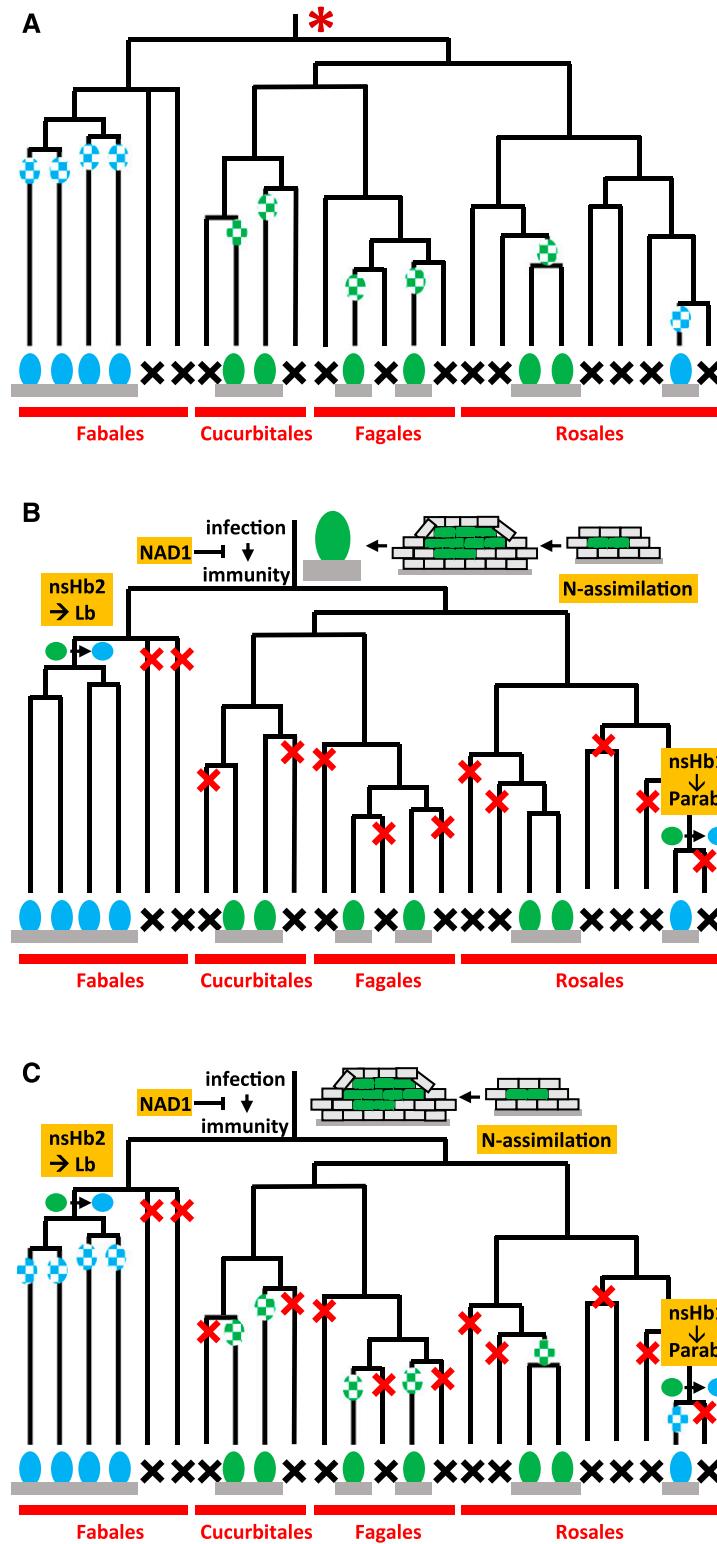 A
*
Fabales Cucurbitales Fagales Rosales
B
infection
NAD1
immunity
nsHb2
→ Lb
N-assimilation
nsHb1
↓
Parab
Fabales Cucurbitales Fagales Rosales
C
infection
NAD1
immunity
nsHb2
→ Lb
N-assimilation
nsHb1
↓
Parab
Fabales Cucurbitales Fagales Rosales